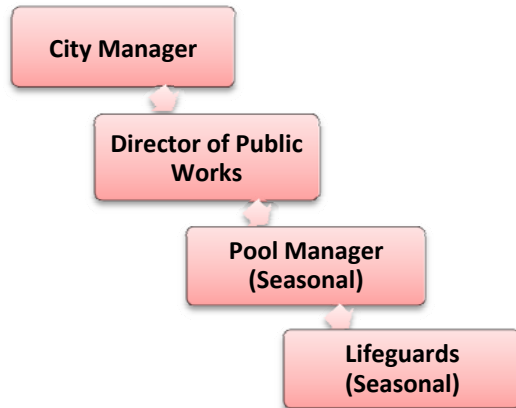 City Manager
Director of Public
Works
Pool Manager
(Seasonal)
Lifeguards
(Seasonal)